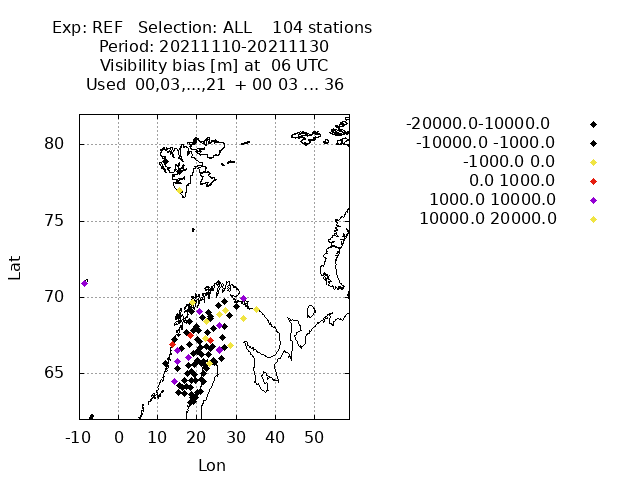 Exp: REF   Selection: ALL    104 stations
Period: 20211110-20211130
Visibility bias [m] at  06 UTC
Used  00,03,...,21  + 00 03 ... 36
-20000.0-10000.0
-10000.0 -1000.0
-1000.0 0.0
0.0 1000.0
1000.0 10000.0
10000.0 20000.0
80
75
70
65
Lat
-10 0 10 20 30 40 50
Lon